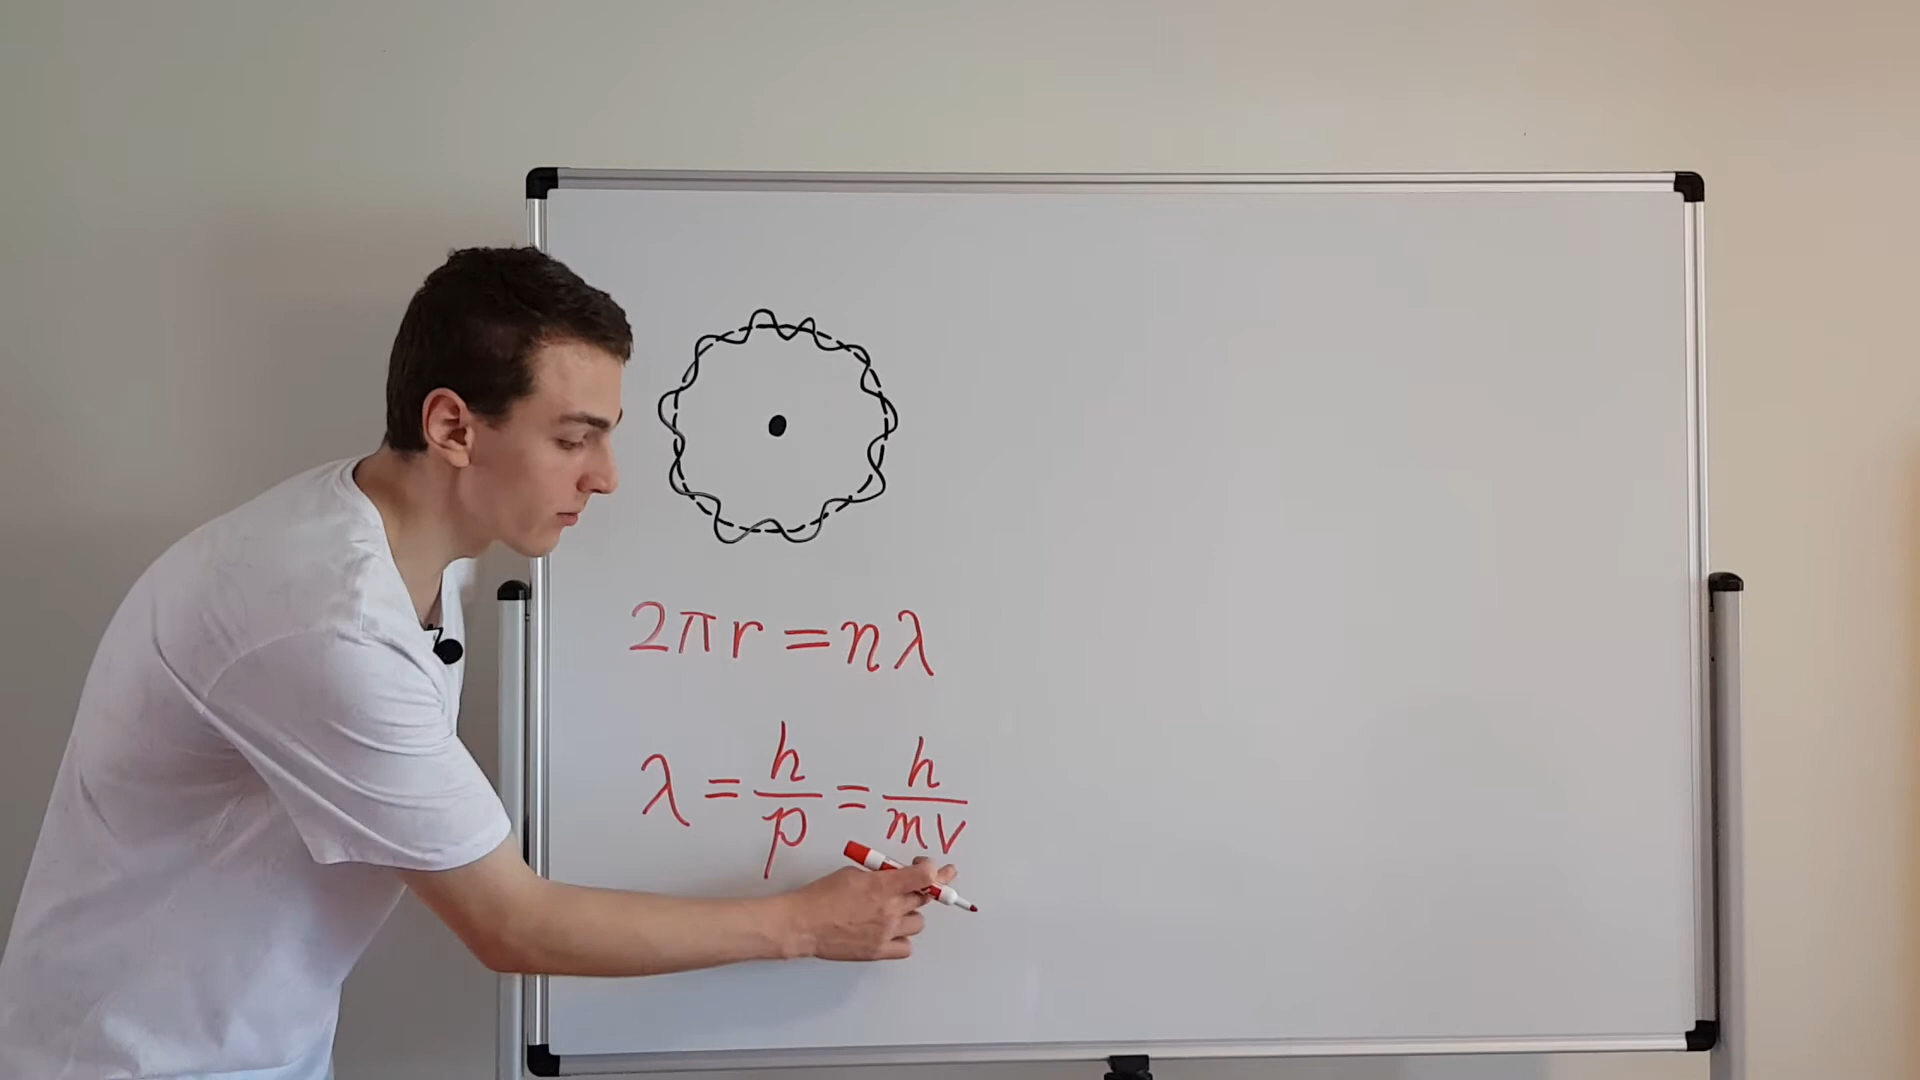 2πr = nλ
λ = h/p = h/mv